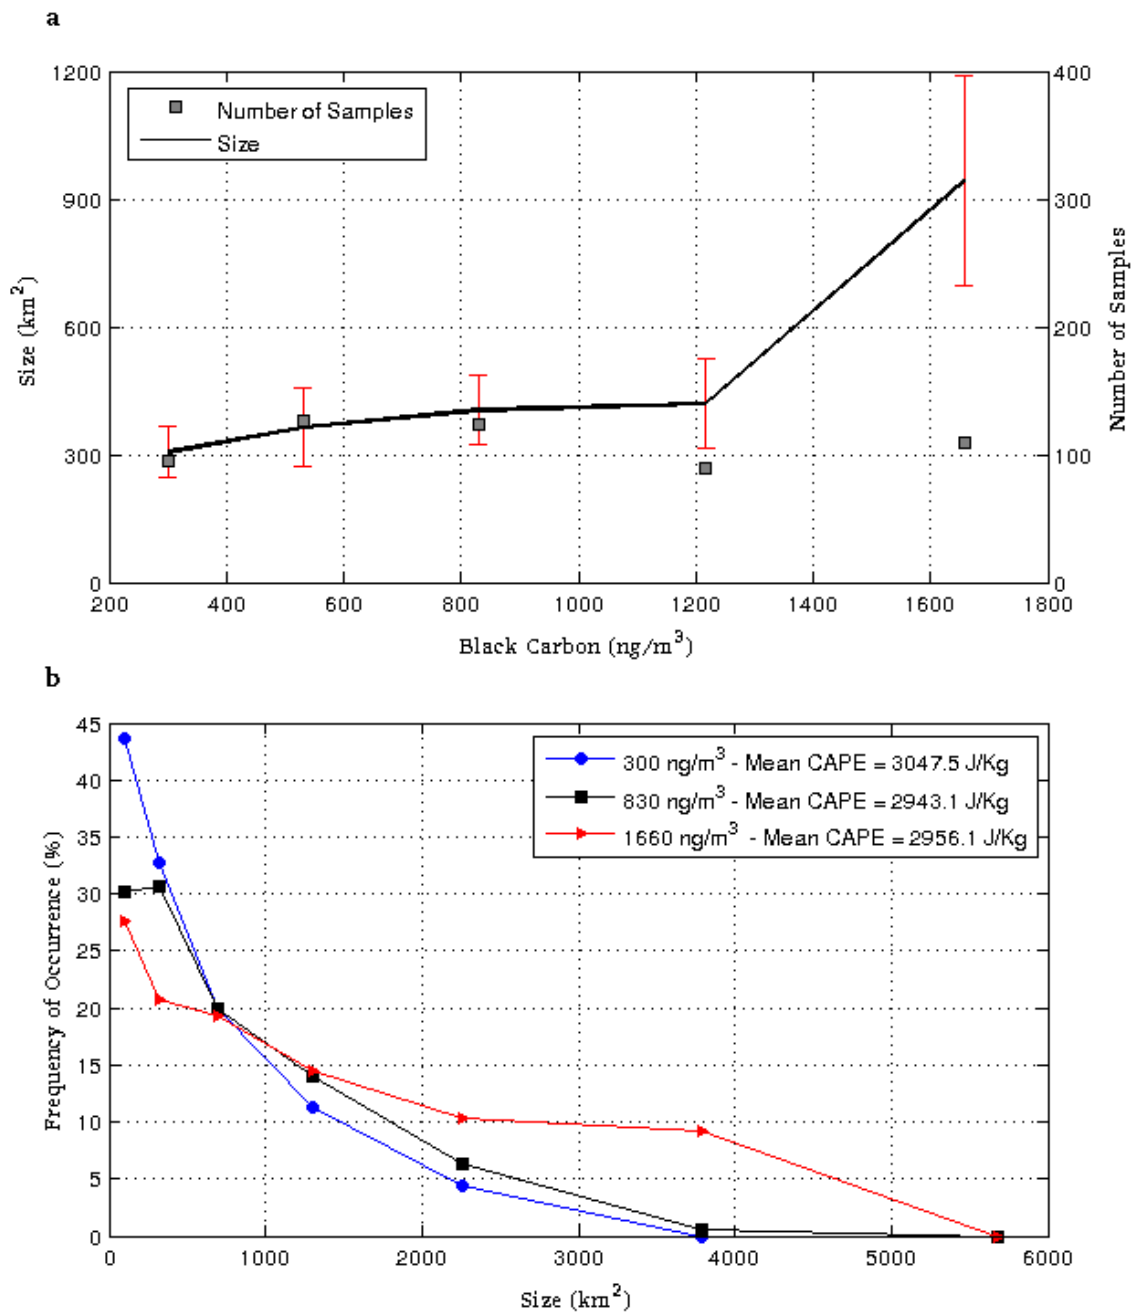 a
1200
900
600
300
0
400
300
200
100
0
Number of Samples
Size
Size (km²)
Number of Samples
200 400 600 800 1000 1200 1400 1600 1800
Black Carbon (ng/m³)
b
45
40
35
30
25
20
15
10
5
0
300 ng/m³ - Mean CAPE = 3047.5 J/Kg
830 ng/m³ - Mean CAPE = 2943.1 J/Kg
1660 ng/m³ - Mean CAPE = 2956.1 J/Kg
Frequency of Occurrence (%)
0 1000 2000 3000 4000 5000 6000
Size (km²)